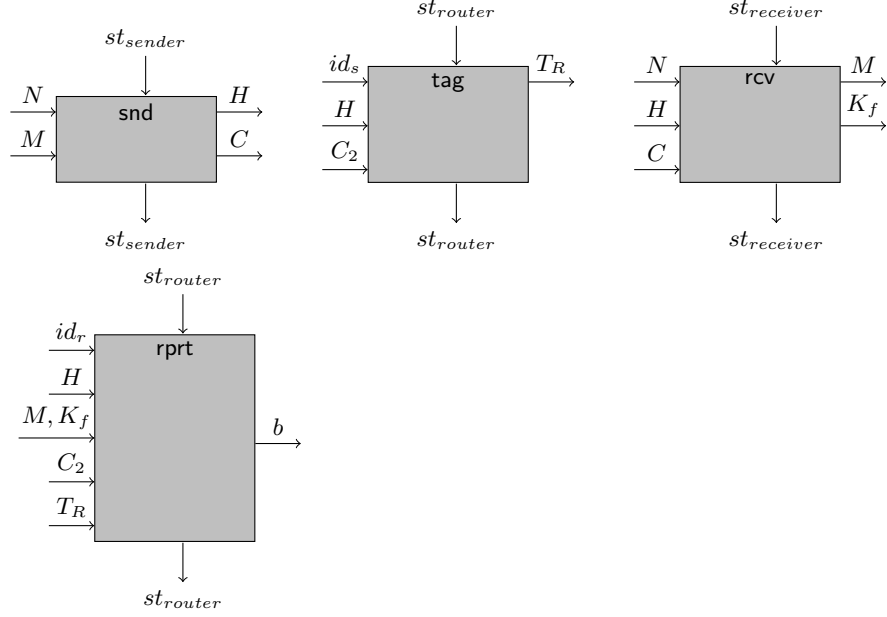 st_router st_receiver
st_sender
id_s tag T_R N rcv M
N snd H H H K_f
M C C_2 C
st_sender st_router st_receiver
st_router
id_r rprt
H
M, K_f b
C_2
T_R
st_router